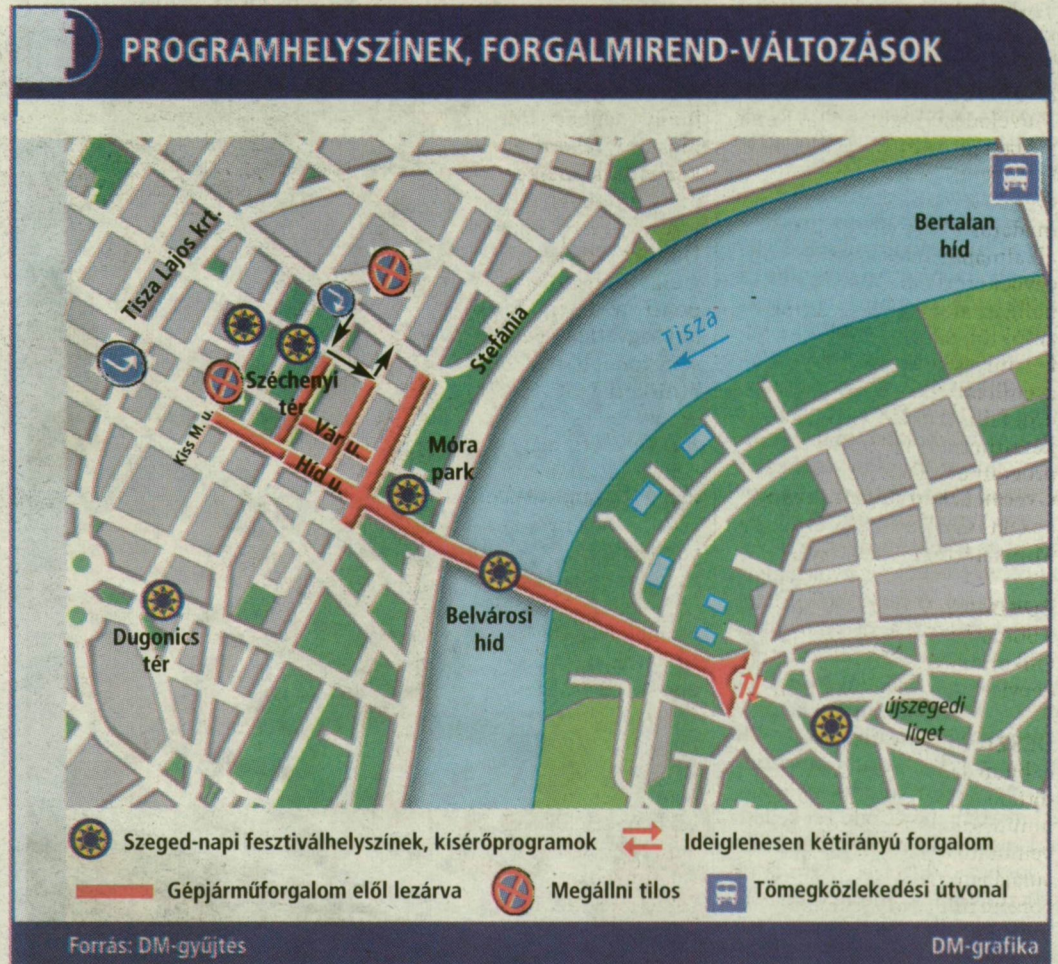 i
PROGRAMHELYSZÍNEK, FORGALMIREND-VÁLTOZÁSOK
Tisza Lajos krt.
Bertalan
híd
Stefánia
Tisza
Széchenyi
tér
Kiss M. u.
Vár u.
Híd u.
Móra
park
Belvárosi
híd
Dugonics
tér
újszegedi
liget
Szeged-napi fesztiválhelyszínek, kísérőprogramok
Ideiglenesen kétirányú forgalom
Gépjárműforgalom elől lezárva
Megállni tilos
Tömegközlekedési útvonal
Forrás: DM-gyűjtés
DM-grafika